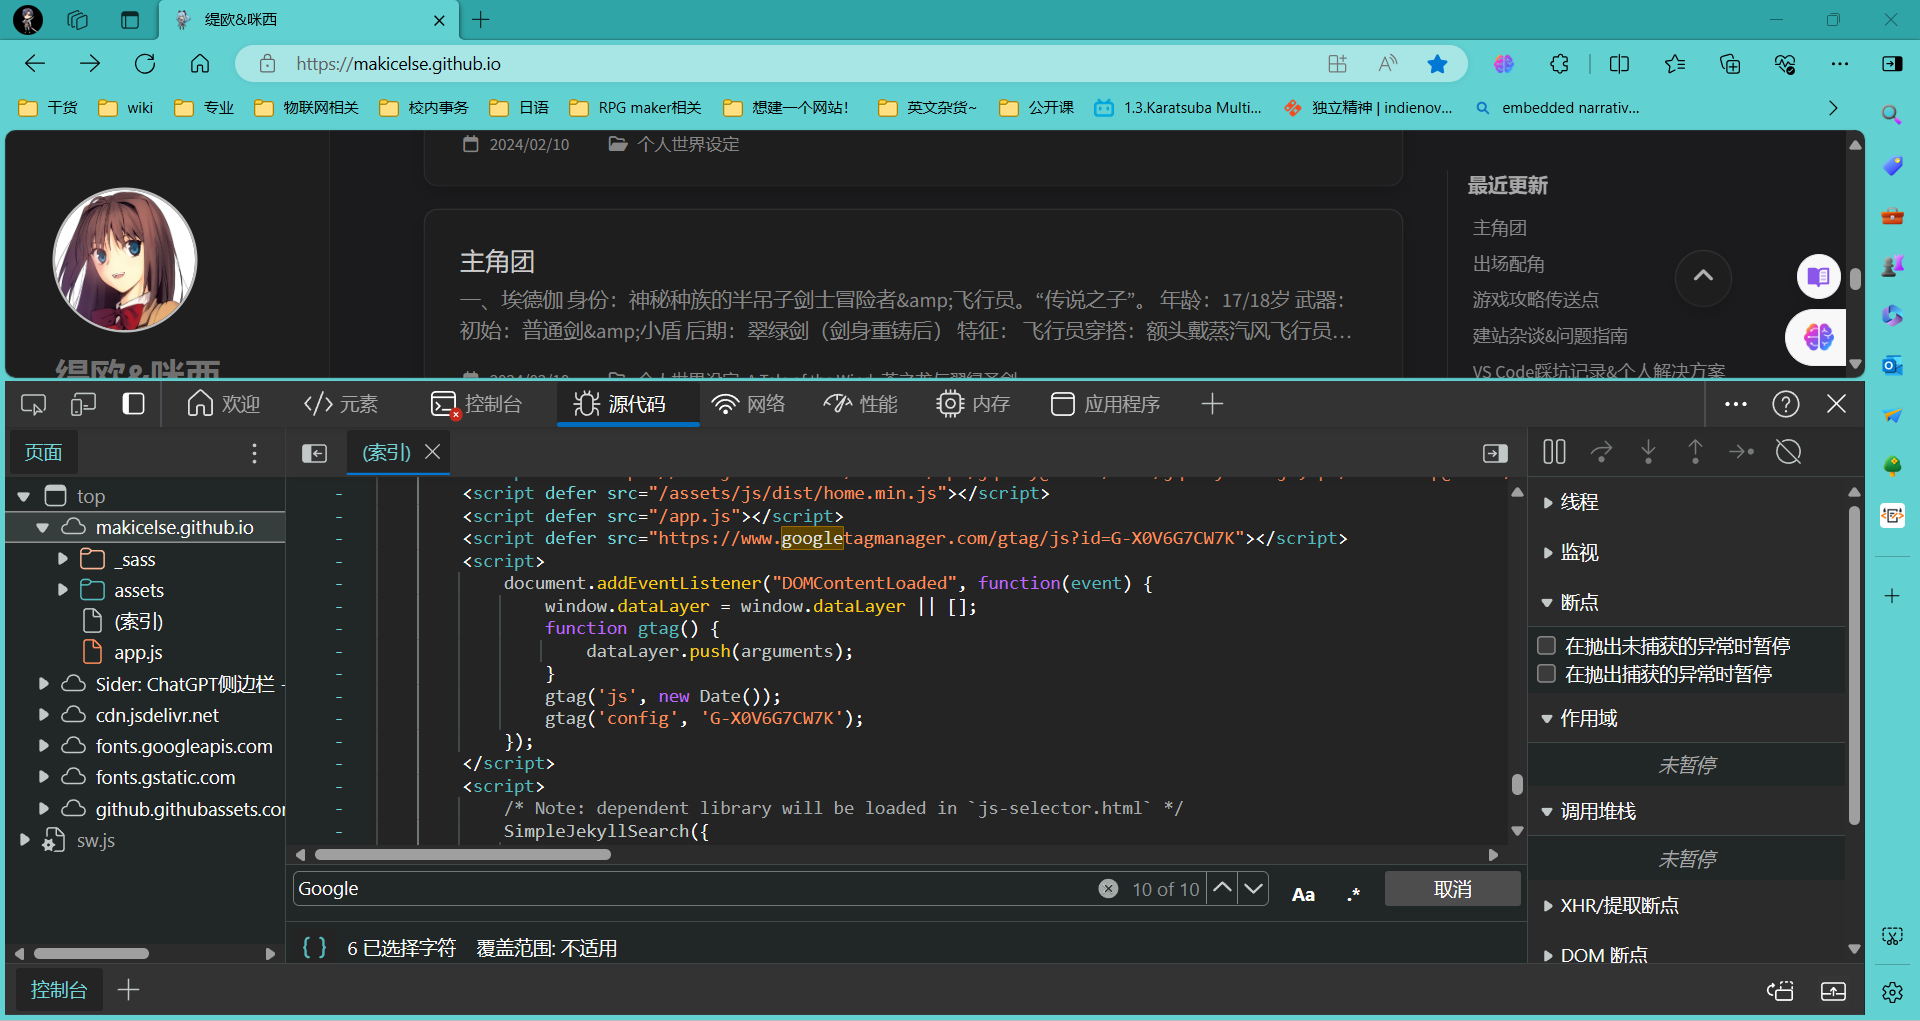 缇欧&咪西
https://makicelse.github.io
干货 wiki 专业 物联网相关 校内事务 日语 RPG maker相关 想建一个网站! 英文杂货~ 公开课 1.3.Karatsuba Multi... 独立精神 | indienov... embedded narrativ...
2024/02/10 个人世界设定
主角团
一、埃德伽 身份：神秘种族的半吊子剑士冒险者&amp;飞行员。“传说之子”。 年龄：17/18岁 武器：
初始：普通剑&amp;小盾 后期：翠绿剑（剑身重铸后） 特征： 飞行员穿搭：额头戴蒸汽风飞行员...
缇欧&咪西
最近更新
主角团
出场配角
游戏攻略传送点
建站杂谈&问题指南
VS Code踩坑记录&个人解决方案
欢迎 元素 控制台 源代码 网络 性能 内存 应用程序
页面
(索引)
top
makicelse.github.io
_sass
assets
(索引)
app.js
Sider: ChatGPT侧边栏 -
cdn.jsdelivr.net
fonts.googleapis.com
fonts.gstatic.com
github.githubassets.co
sw.js
<script defer src="/assets/js/dist/home.min.js"></script>
<script defer src="/app.js"></script>
<script defer src="https://www.googletagmanager.com/gtag/js?id=G-X0V6G7CW7K"></script>
<script>
document.addEventListener("DOMContentLoaded", function(event) {
window.dataLayer = window.dataLayer || [];
function gtag() {
dataLayer.push(arguments);
}
gtag('js', new Date());
gtag('config', 'G-X0V6G7CW7K');
});
</script>
<script>
/* Note: dependent library will be loaded in `js-selector.html` */
SimpleJekyllSearch({
Google 10 of 10 Aa .* 取消
{ } 6 已选择字符 覆盖范围: 不适用
线程
监视
断点
在抛出未捕获的异常时暂停
在抛出捕获的异常时暂停
作用域
未暂停
调用堆栈
未暂停
XHR/提取断点
DOM 断点
控制台